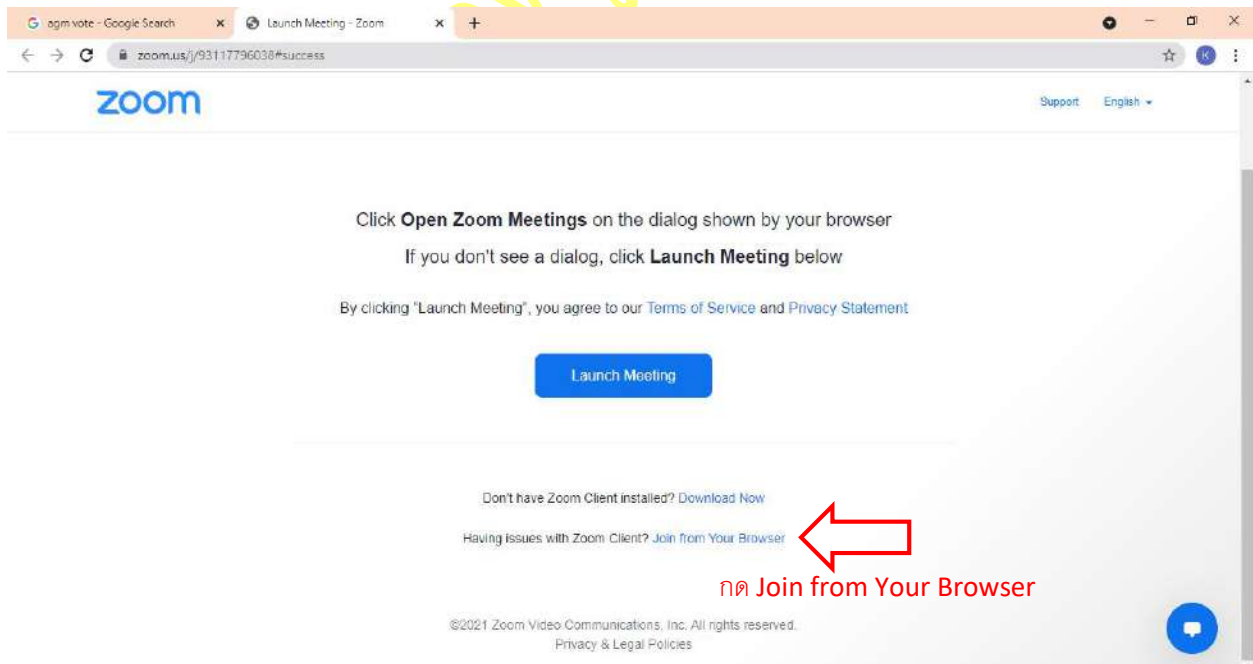 agm vote - Google Search
Launch Meeting - Zoom
zoom.us/j/93117796038#success
K
zoom
Support English
Click Open Zoom Meetings on the dialog shown by your browser
If you don't see a dialog, click Launch Meeting below
By clicking "Launch Meeting", you agree to our Terms of Service and Privacy Statement
Launch Meeting
Don't have Zoom Client installed? Download Now
Having issues with Zoom Client? Join from Your Browser
กด Join from Your Browser
©2021 Zoom Video Communications, Inc. All rights reserved.
Privacy & Legal Policies